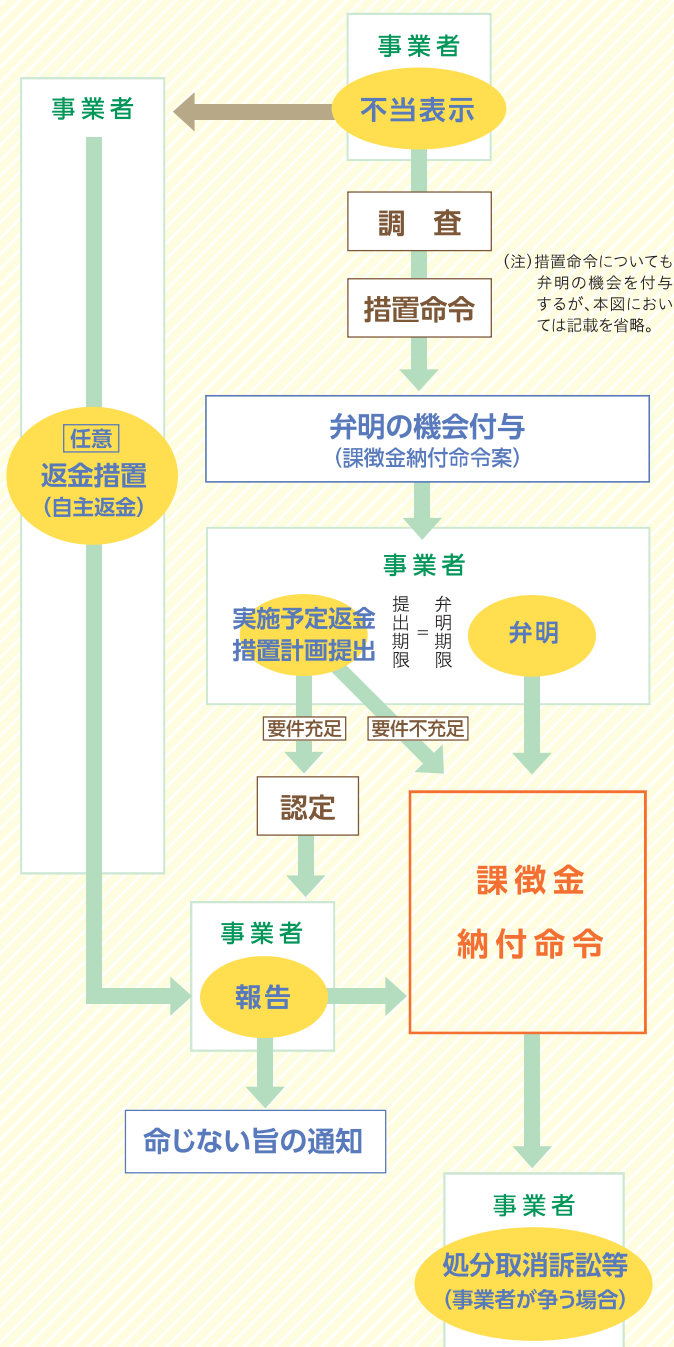 事業者
不当表示
事業者
調　査
(注)措置命令についても
弁明の機会を付与
するが、本図におい
ては記載を省略。
措置命令
弁明の機会付与
(課徴金納付命令案)
任意
返金措置
(自主返金)
事業者
実施予定返金
措置計画提出
提出期限
=
弁明期限
弁明
要件充足
要件不充足
認定
課徴金
納付命令
事業者
報告
命じない旨の通知
事業者
処分取消訴訟等
(事業者が争う場合)